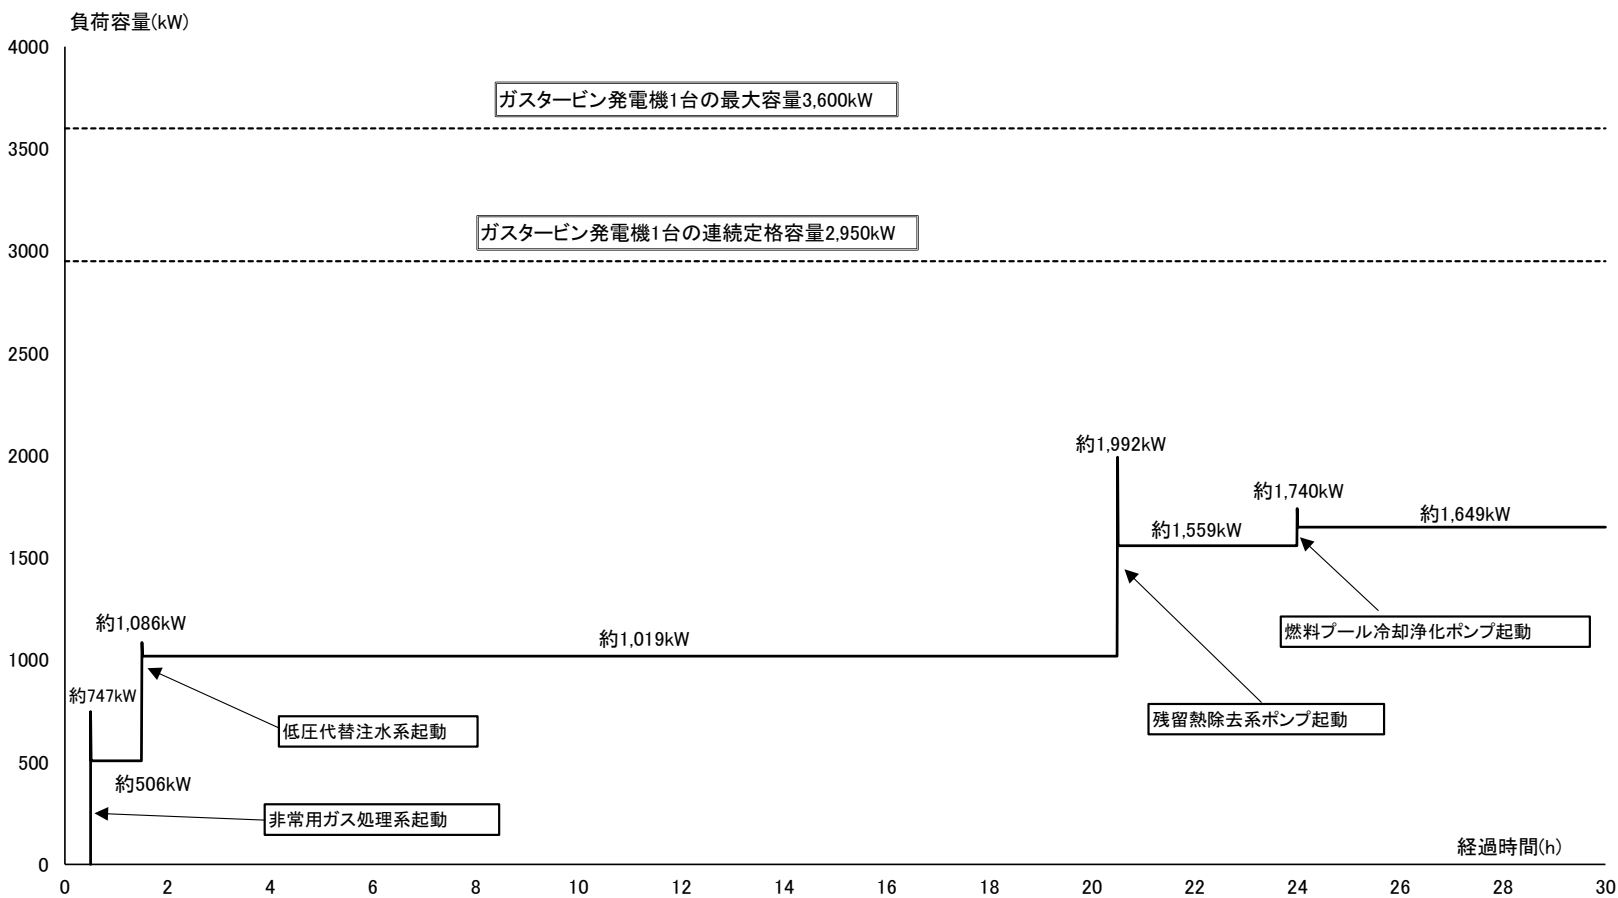 負荷容量(kW)
4000
ガスタービン発電機1台の最大容量3,600kW
3500
ガスタービン発電機1台の連続定格容量2,950kW
3000
2500
2000
約1,992kW
約1,740kW
約1,649kW
約1,559kW
1500
約1,086kW
約1,019kW
燃料プール冷却浄化ポンプ起動
1000
約747kW
残留熱除去系ポンプ起動
低圧代替注水系起動
500
約506kW
非常用ガス処理系起動
経過時間(h)
0
0 2 4 6 8 10 12 14 16 18 20 22 24 26 28 30